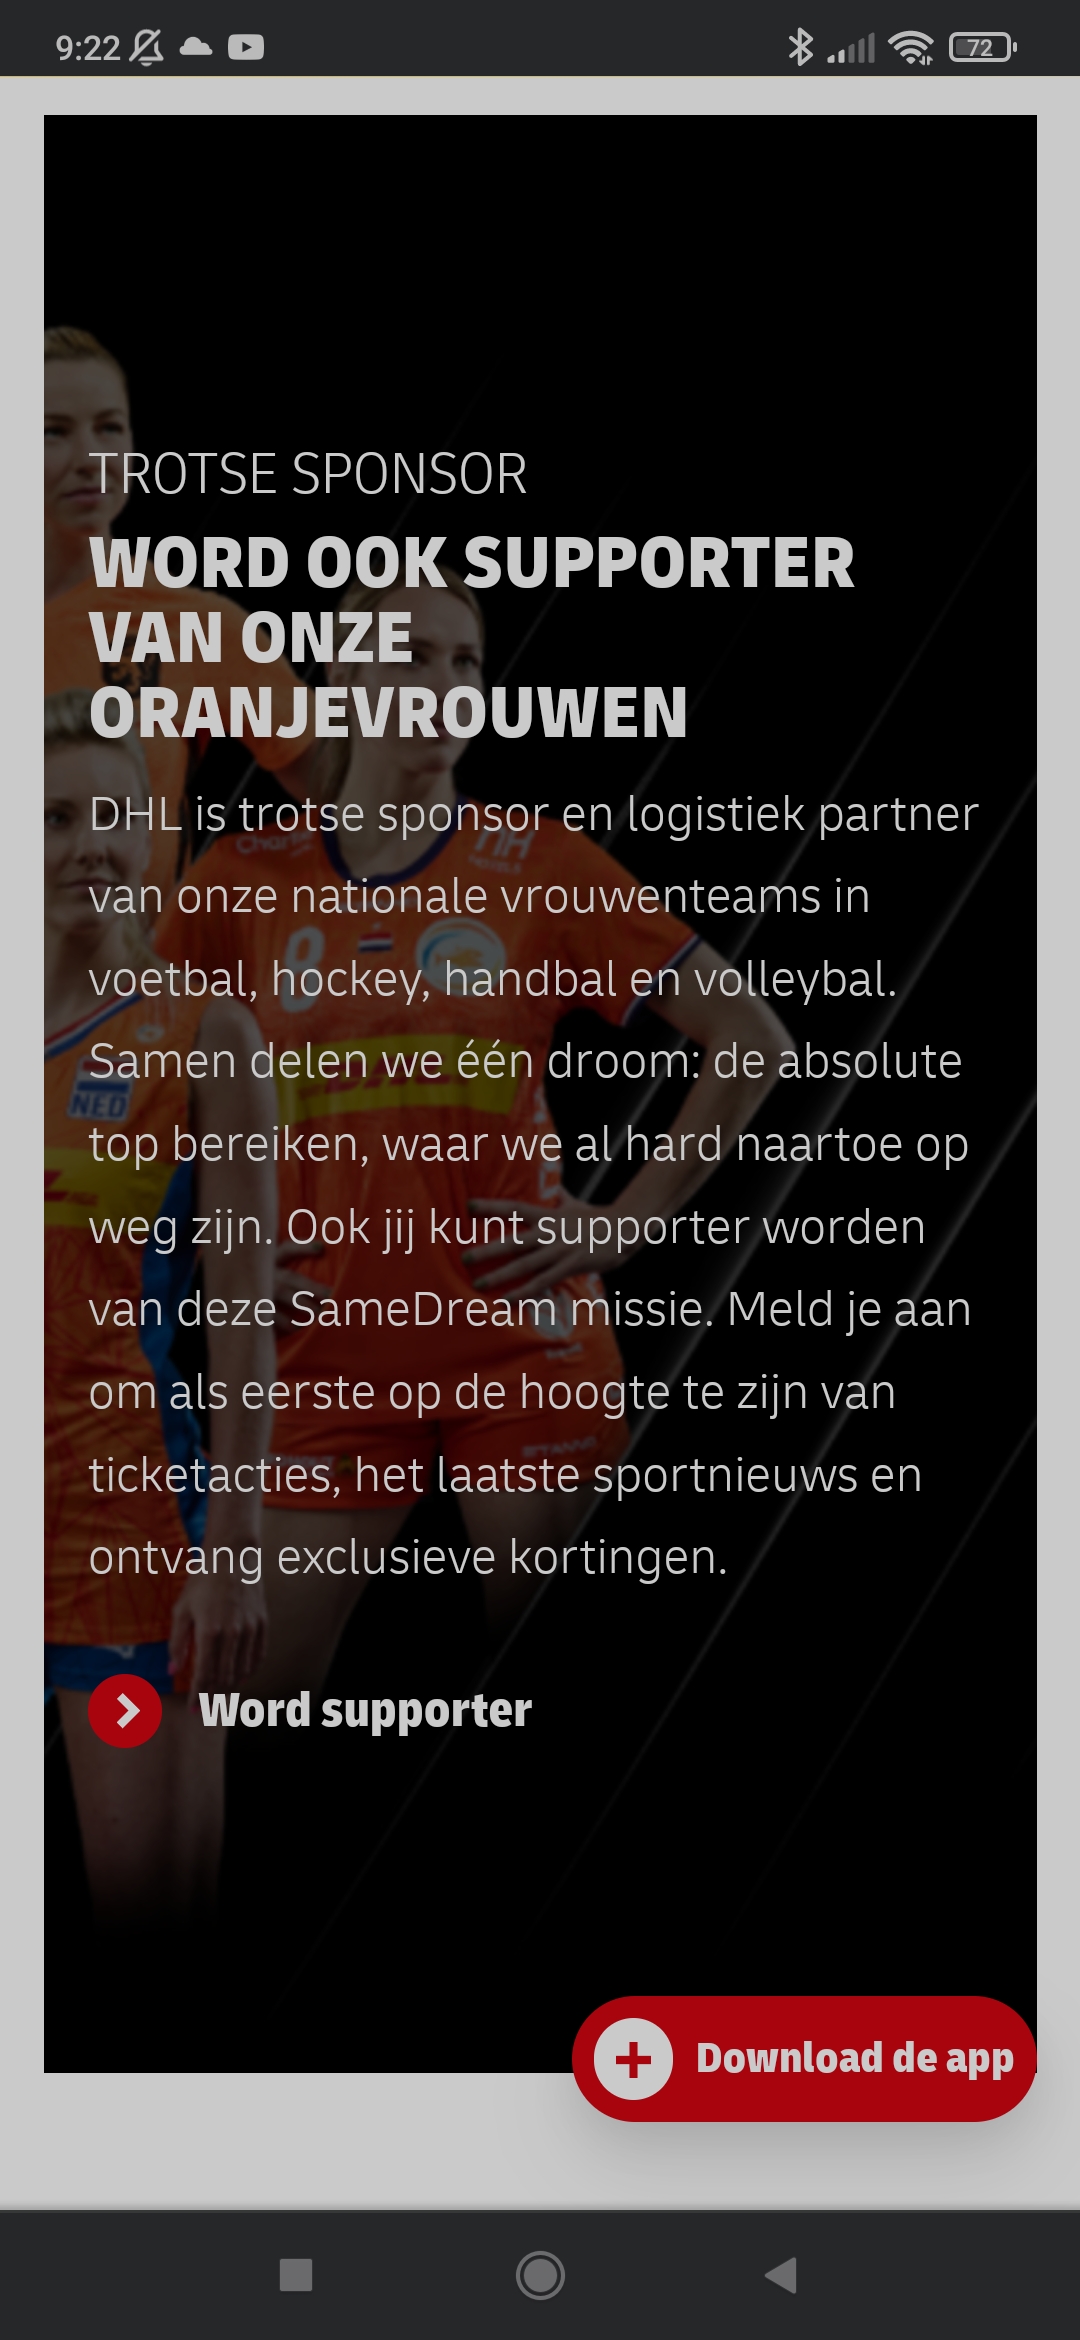 9:22
72
TROTSE SPONSOR
WORD OOK SUPPORTER
VAN ONZE
ORANJEVROUWEN
DHL is trotse sponsor en logistiek partner
van onze nationale vrouwenteams in
voetbal, hockey, handbal en volleybal.
Samen delen we één droom: de absolute
top bereiken, waar we al hard naartoe op
weg zijn. Ook jij kunt supporter worden
van deze SameDream missie. Meld je aan
om als eerste op de hoogte te zijn van
ticketacties, het laatste sportnieuws en
ontvang exclusieve kortingen.
8
NED
Word supporter
Download de app